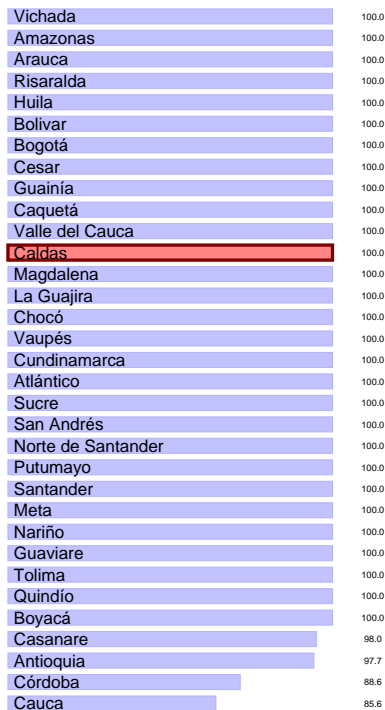 Vichada 100.0
Amazonas 100.0
Arauca 100.0
Risaralda 100.0
Huila 100.0
Bolivar 100.0
Bogotá 100.0
Cesar 100.0
Guainía 100.0
Caquetá 100.0
Valle del Cauca 100.0
Caldas 100.0
Magdalena 100.0
La Guajira 100.0
Chocó 100.0
Vaupés 100.0
Cundinamarca 100.0
Atlántico 100.0
Sucre 100.0
San Andrés 100.0
Norte de Santander 100.0
Putumayo 100.0
Santander 100.0
Meta 100.0
Nariño 100.0
Guaviare 100.0
Tolima 100.0
Quindío 100.0
Boyacá 100.0
Casanare 98.0
Antioquia 97.7
Córdoba 88.6
Cauca 85.6